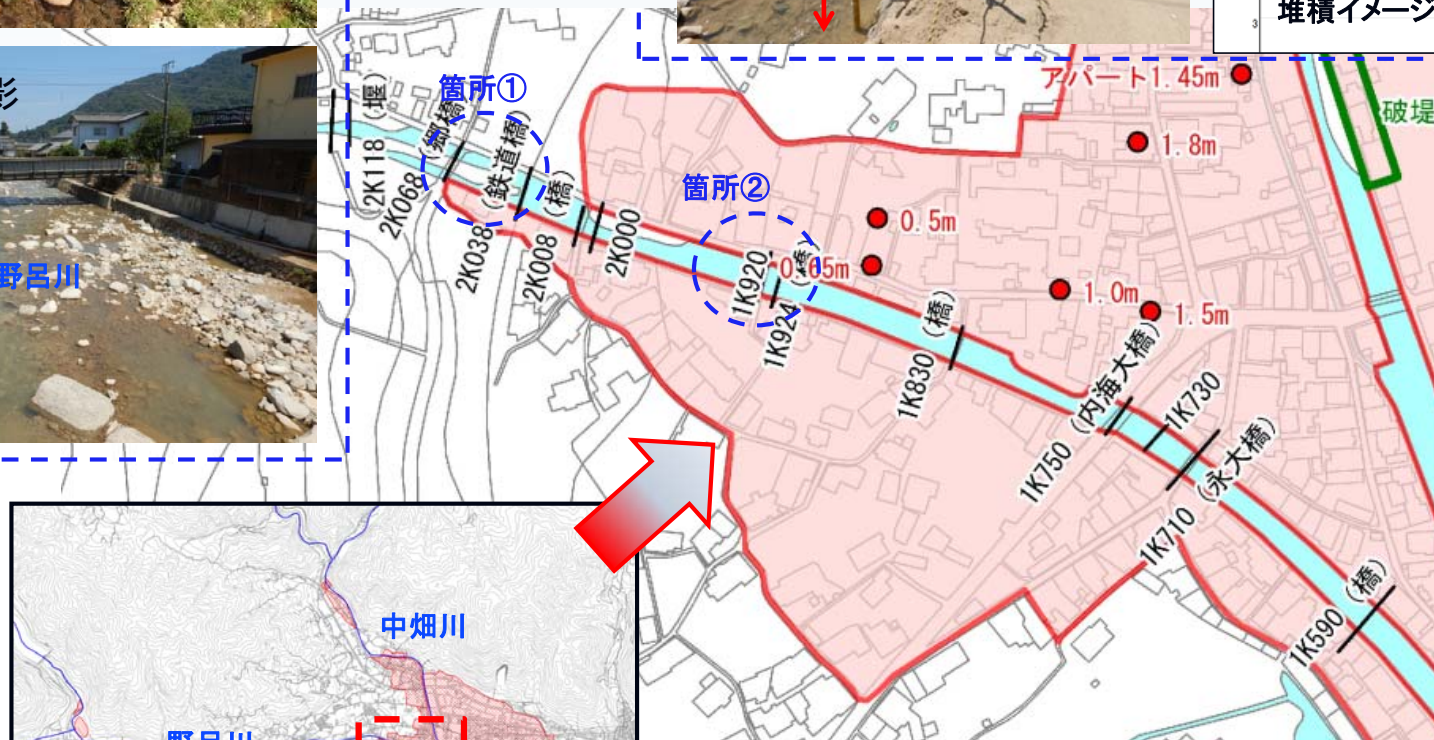 堆積イメージ
影
野呂川
箇所①
2K118 (堰)
2K068 (郷橋)
2K038 (鉄道橋)
2K008 (橋)
2K000
箇所②
1K920
1K924 (橋)
アパート1.45m
1.8m
0.5m
0.65m
1.0m
1.5m
破堤
1K830 (橋)
1K750 (内海大橋)
1K730
1K710 (永大橋)
1K590 (橋)
中畑川
野呂川
3